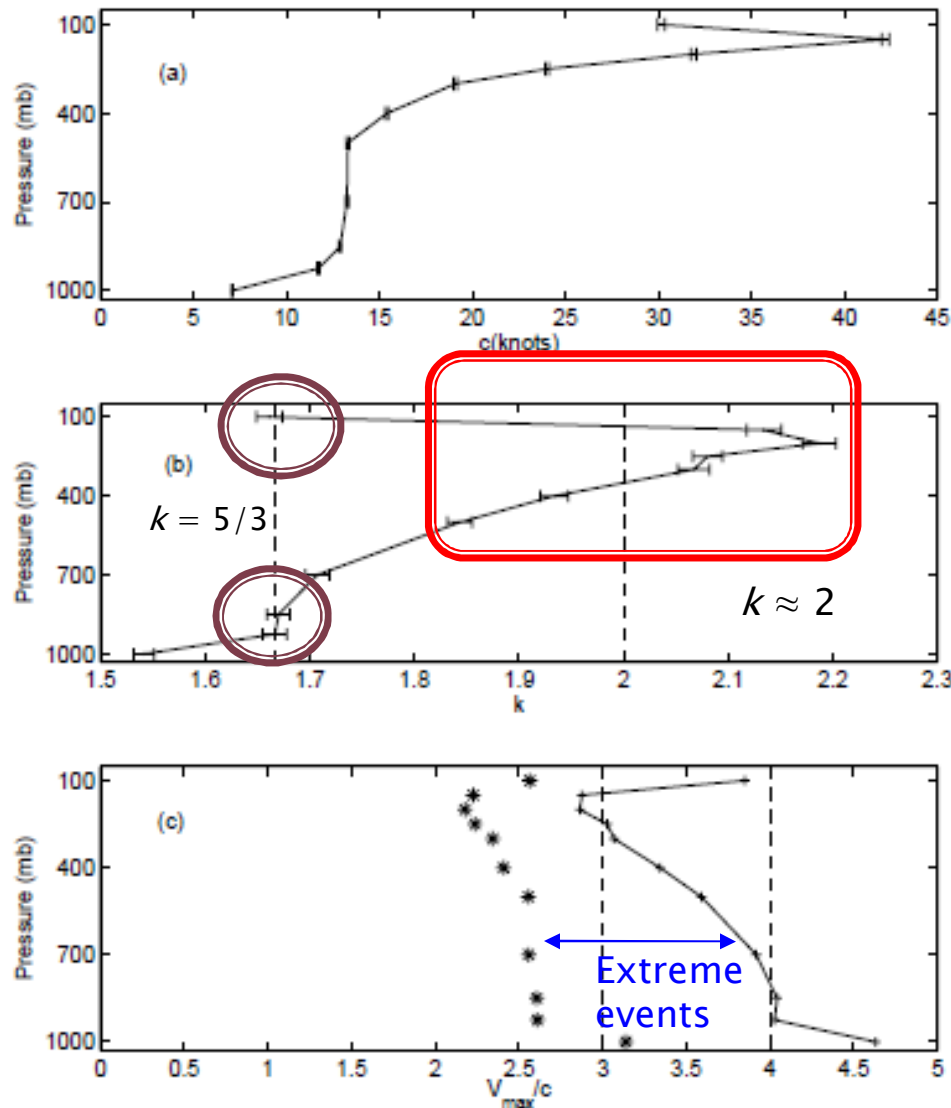 100
(a)
400
700
1000
Pressure (mb)
0 5 10 15 20 25 30 35 40 45
c(knots)
100
(b)
400
k = 5/3
700
k ≈ 2
1000
Pressure (mb)
1.5 1.6 1.7 1.8 1.9 2 2.1 2.2 2.3
k
100
(c)
400
700
Extreme
events
1000
Pressure (mb)
0 0.5 1 1.5 2 2.5 3 3.5 4 4.5 5
V_max/c